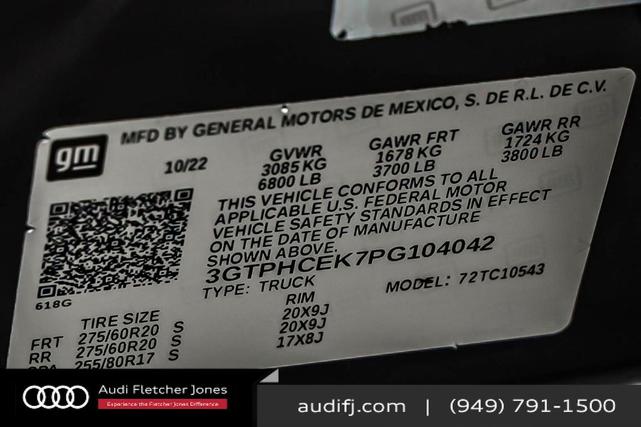 gm
MFD BY GENERAL MOTORS DE MEXICO, S. DE R.L. DE C.V.
10/22 GVWR GAWR FRT GAWR RR
3085 KG 1678 KG 1724 KG
6800 LB 3700 LB 3800 LB
THIS VEHICLE CONFORMS TO ALL
APPLICABLE U.S. FEDERAL MOTOR
VEHICLE SAFETY STANDARDS IN EFFECT
ON THE DATE OF MANUFACTURE
SHOWN ABOVE.
3GTPHCEK7PG104042
618G
TYPE: TRUCK MODEL: 72TC10543
TIRE SIZE RIM
FRT 275/60R20 S 20X9J
RR 275/60R20 S 20X9J
SPA 255/80R17 S 17X8J
Audi Fletcher Jones
Experience the Fletcher Jones Difference
audifj.com | (949) 791-1500